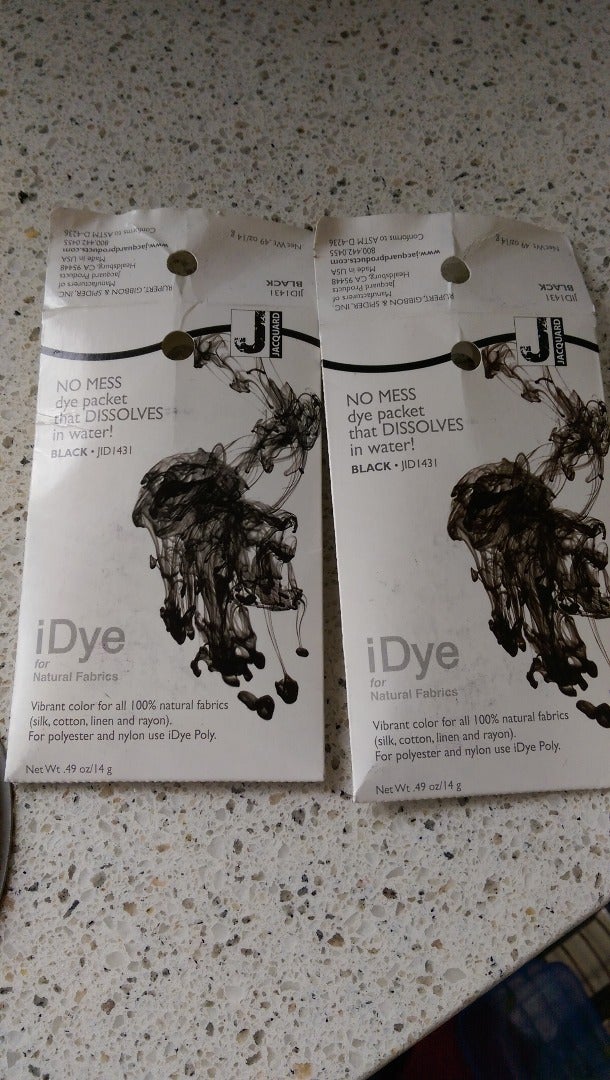 Conforms to ASTM D-4236
800.442.0455
www.jacquardproducts.com
Made in USA
Healdsburg, CA 95448
Jacquard Products
Manufacturers of
RUPERT, GIBBON & SPIDER, INC.
Net Wt. .49 oz/14 g
JID1431
BLACK
JACQUARD
NO MESS
dye packet
that DISSOLVES
in water!
BLACK • JID1431
iDye
for
Natural Fabrics
Vibrant color for all 100% natural fabrics
(silk, cotton, linen and rayon).
For polyester and nylon use iDye Poly.
Net Wt .49 oz/14 g
Conforms to ASTM D-4236
800.442.0455
www.jacquardproducts.com
Made in USA
Healdsburg, CA 95448
Jacquard Products
Manufacturers of
RUPERT, GIBBON & SPIDER, INC.
Net Wt. .49 oz/14 g
JID1431
BLACK
JACQUARD
NO MESS
dye packet
that DISSOLVES
in water!
BLACK • JID1431
iDye
for
Natural Fabrics
Vibrant color for all 100% natural fabrics
(silk, cotton, linen and rayon).
For polyester and nylon use iDye Poly.
Net Wt .49 oz/14 g